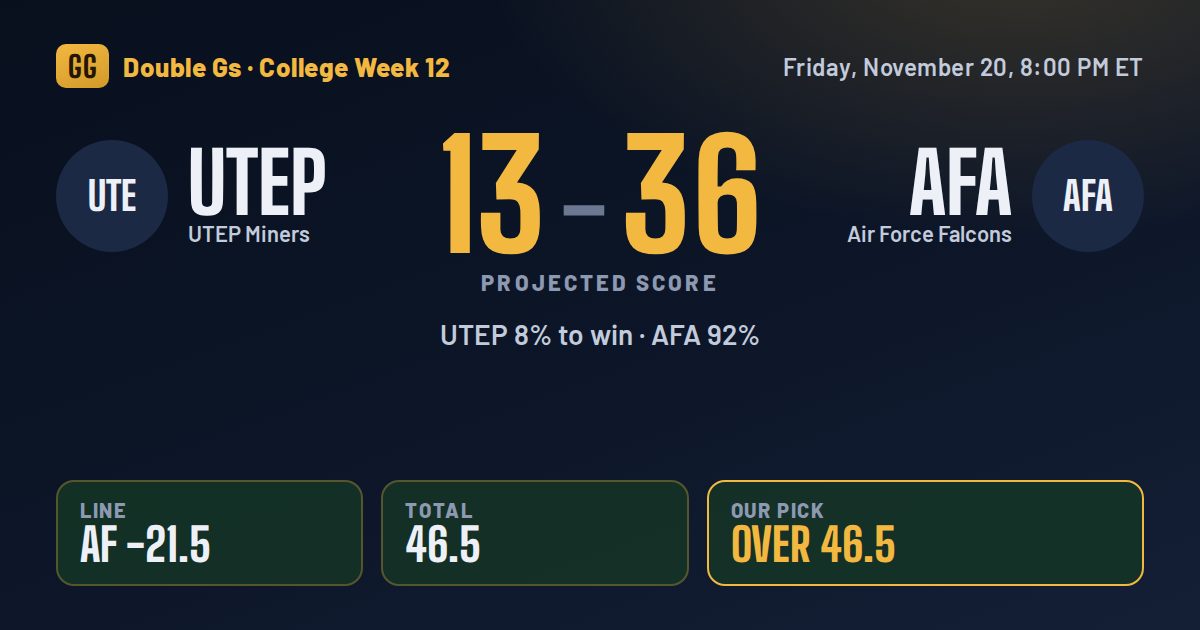 GG Double Gs · College Week 12
Friday, November 20, 8:00 PM ET
UTE
UTEP
UTEP Miners
13 – 36
PROJECTED SCORE
UTEP 8% to win · AFA 92%
AFA
Air Force Falcons
AFA
LINE
AF −21.5
TOTAL
46.5
OUR PICK
OVER 46.5